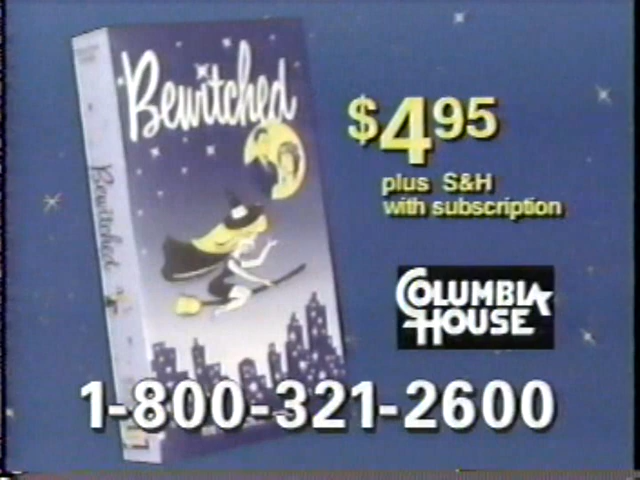 Bewitched
Bewitched
$4.95
plus S&H
with subscription
COLUMBIA
HOUSE
1-800-321-2600